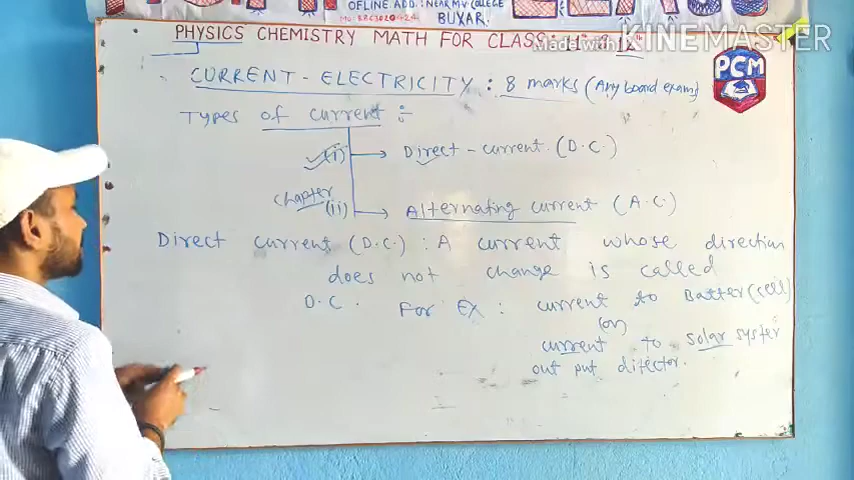 OFLINE.ADD.:NEAR MV COLLEGE
BUXAR.
PHYSICS CHEMISTRY MATH FOR CLASS: 11th & 12th
Made with KINEMASTER
PCM
CURRENT - ELECTRICITY : 8 marks (Any board exam)
Types of current :-
(i) Direct - current. (D.C.)
chapter
(ii) Alternating current (A.C.)
Direct current (D.C.) : A current whose direction
does not change is called
D.C. For Ex : current to Batter (cell)
(or)
current to solar syster
out put ditector.